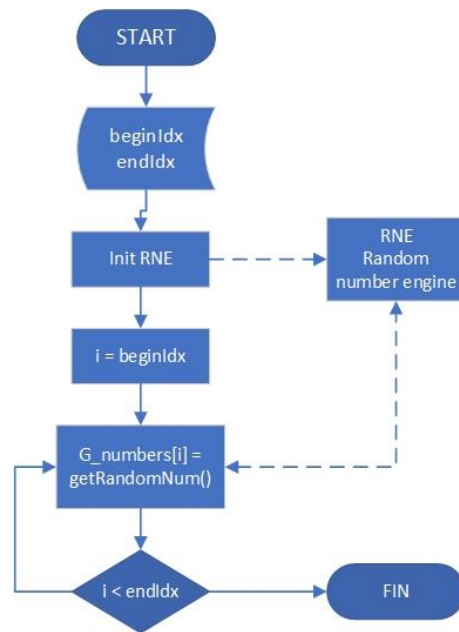 START
beginIdx
endIdx
Init RNE
RNE
Random
number engine
i = beginIdx
G_numbers[i] =
getRandomNum()
i < endIdx
FIN